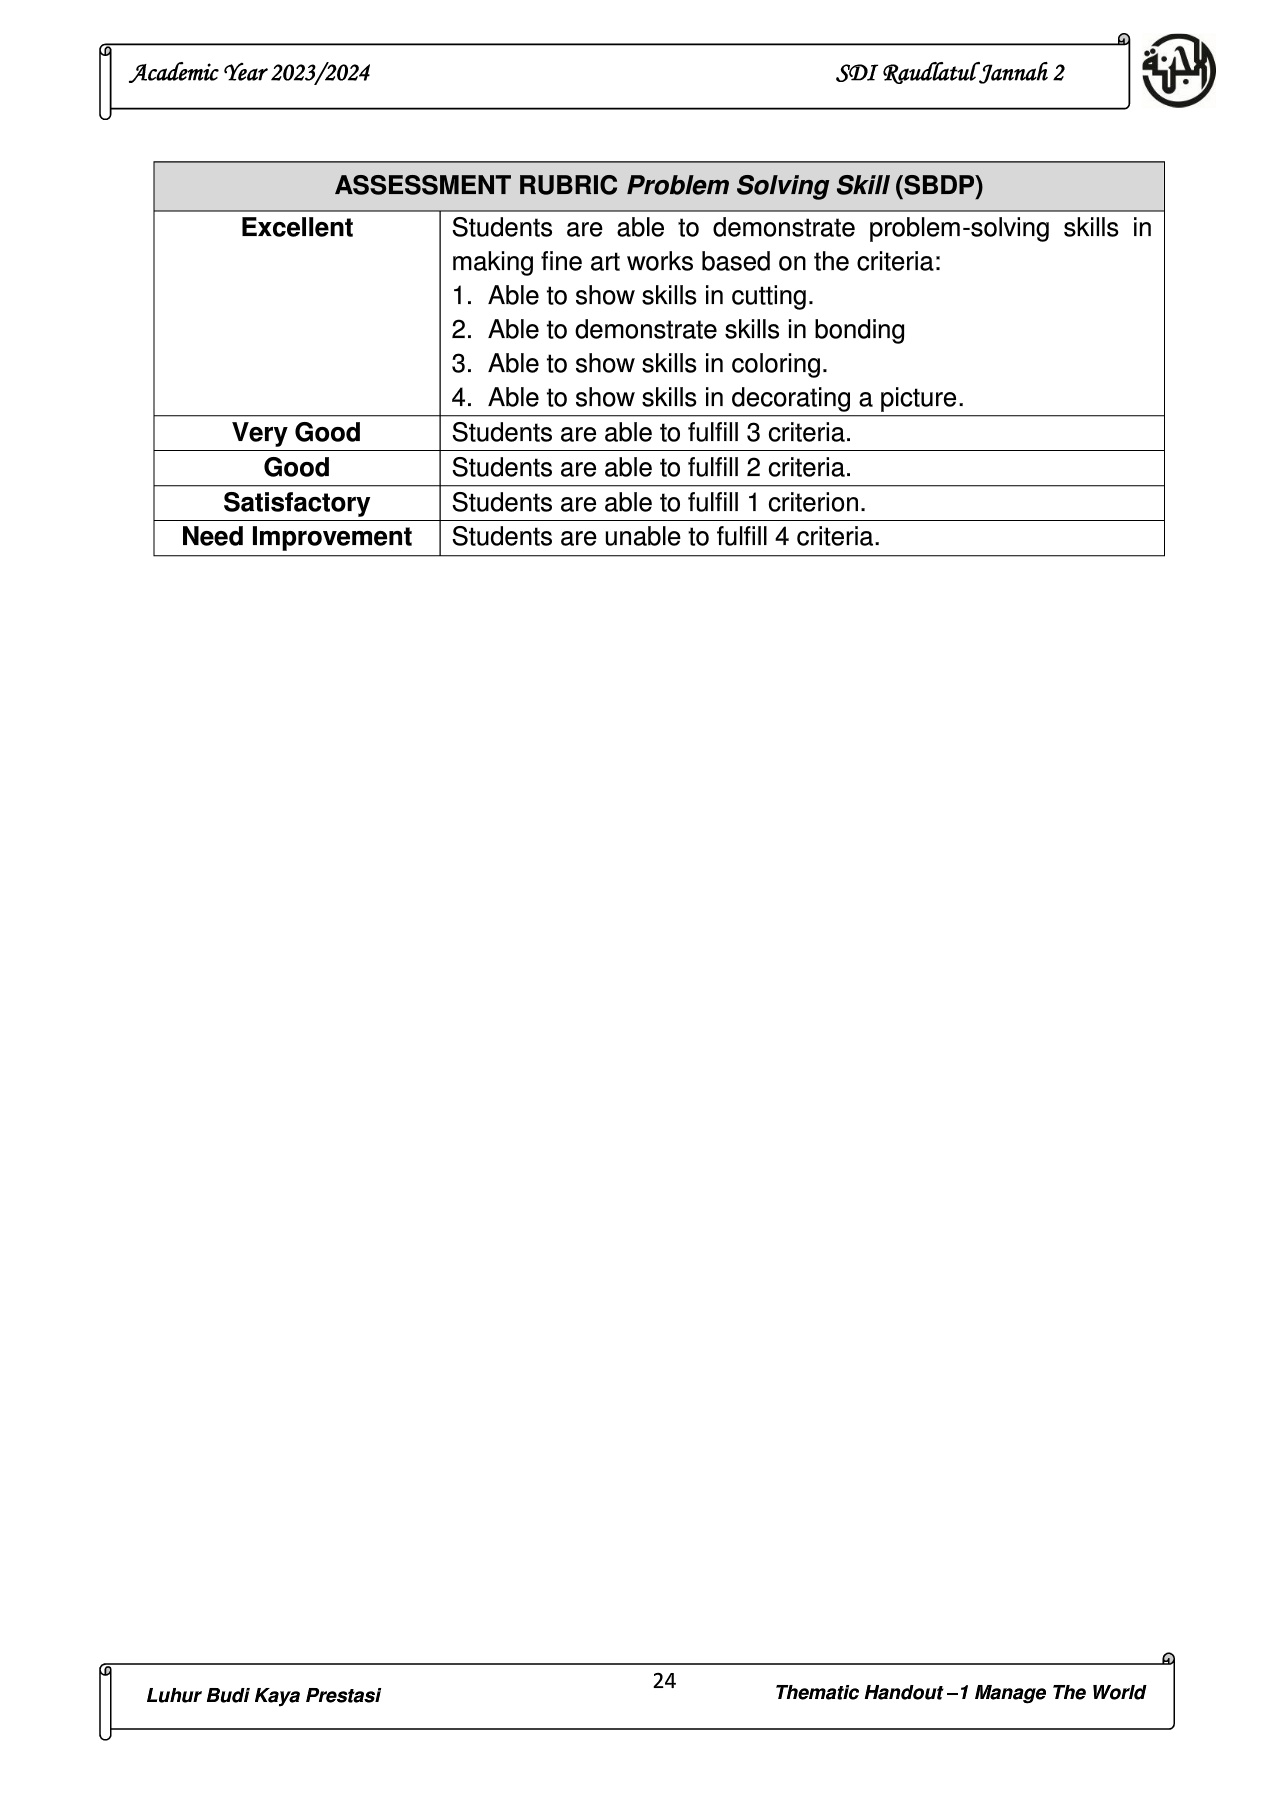 Academic Year 2023/2024
SDI Raudlatul Jannah 2
ASSESSMENT RUBRIC Problem Solving Skill (SBDP)
Excellent
Students are able to demonstrate problem-solving skills in
making fine art works based on the criteria:
1. Able to show skills in cutting.
2. Able to demonstrate skills in bonding
3. Able to show skills in coloring.
4. Able to show skills in decorating a picture.
Very Good
Students are able to fulfill 3 criteria.
Good
Students are able to fulfill 2 criteria.
Satisfactory
Students are able to fulfill 1 criterion.
Need Improvement
Students are unable to fulfill 4 criteria.
Luhur Budi Kaya Prestasi
24
Thematic Handout –1 Manage The World